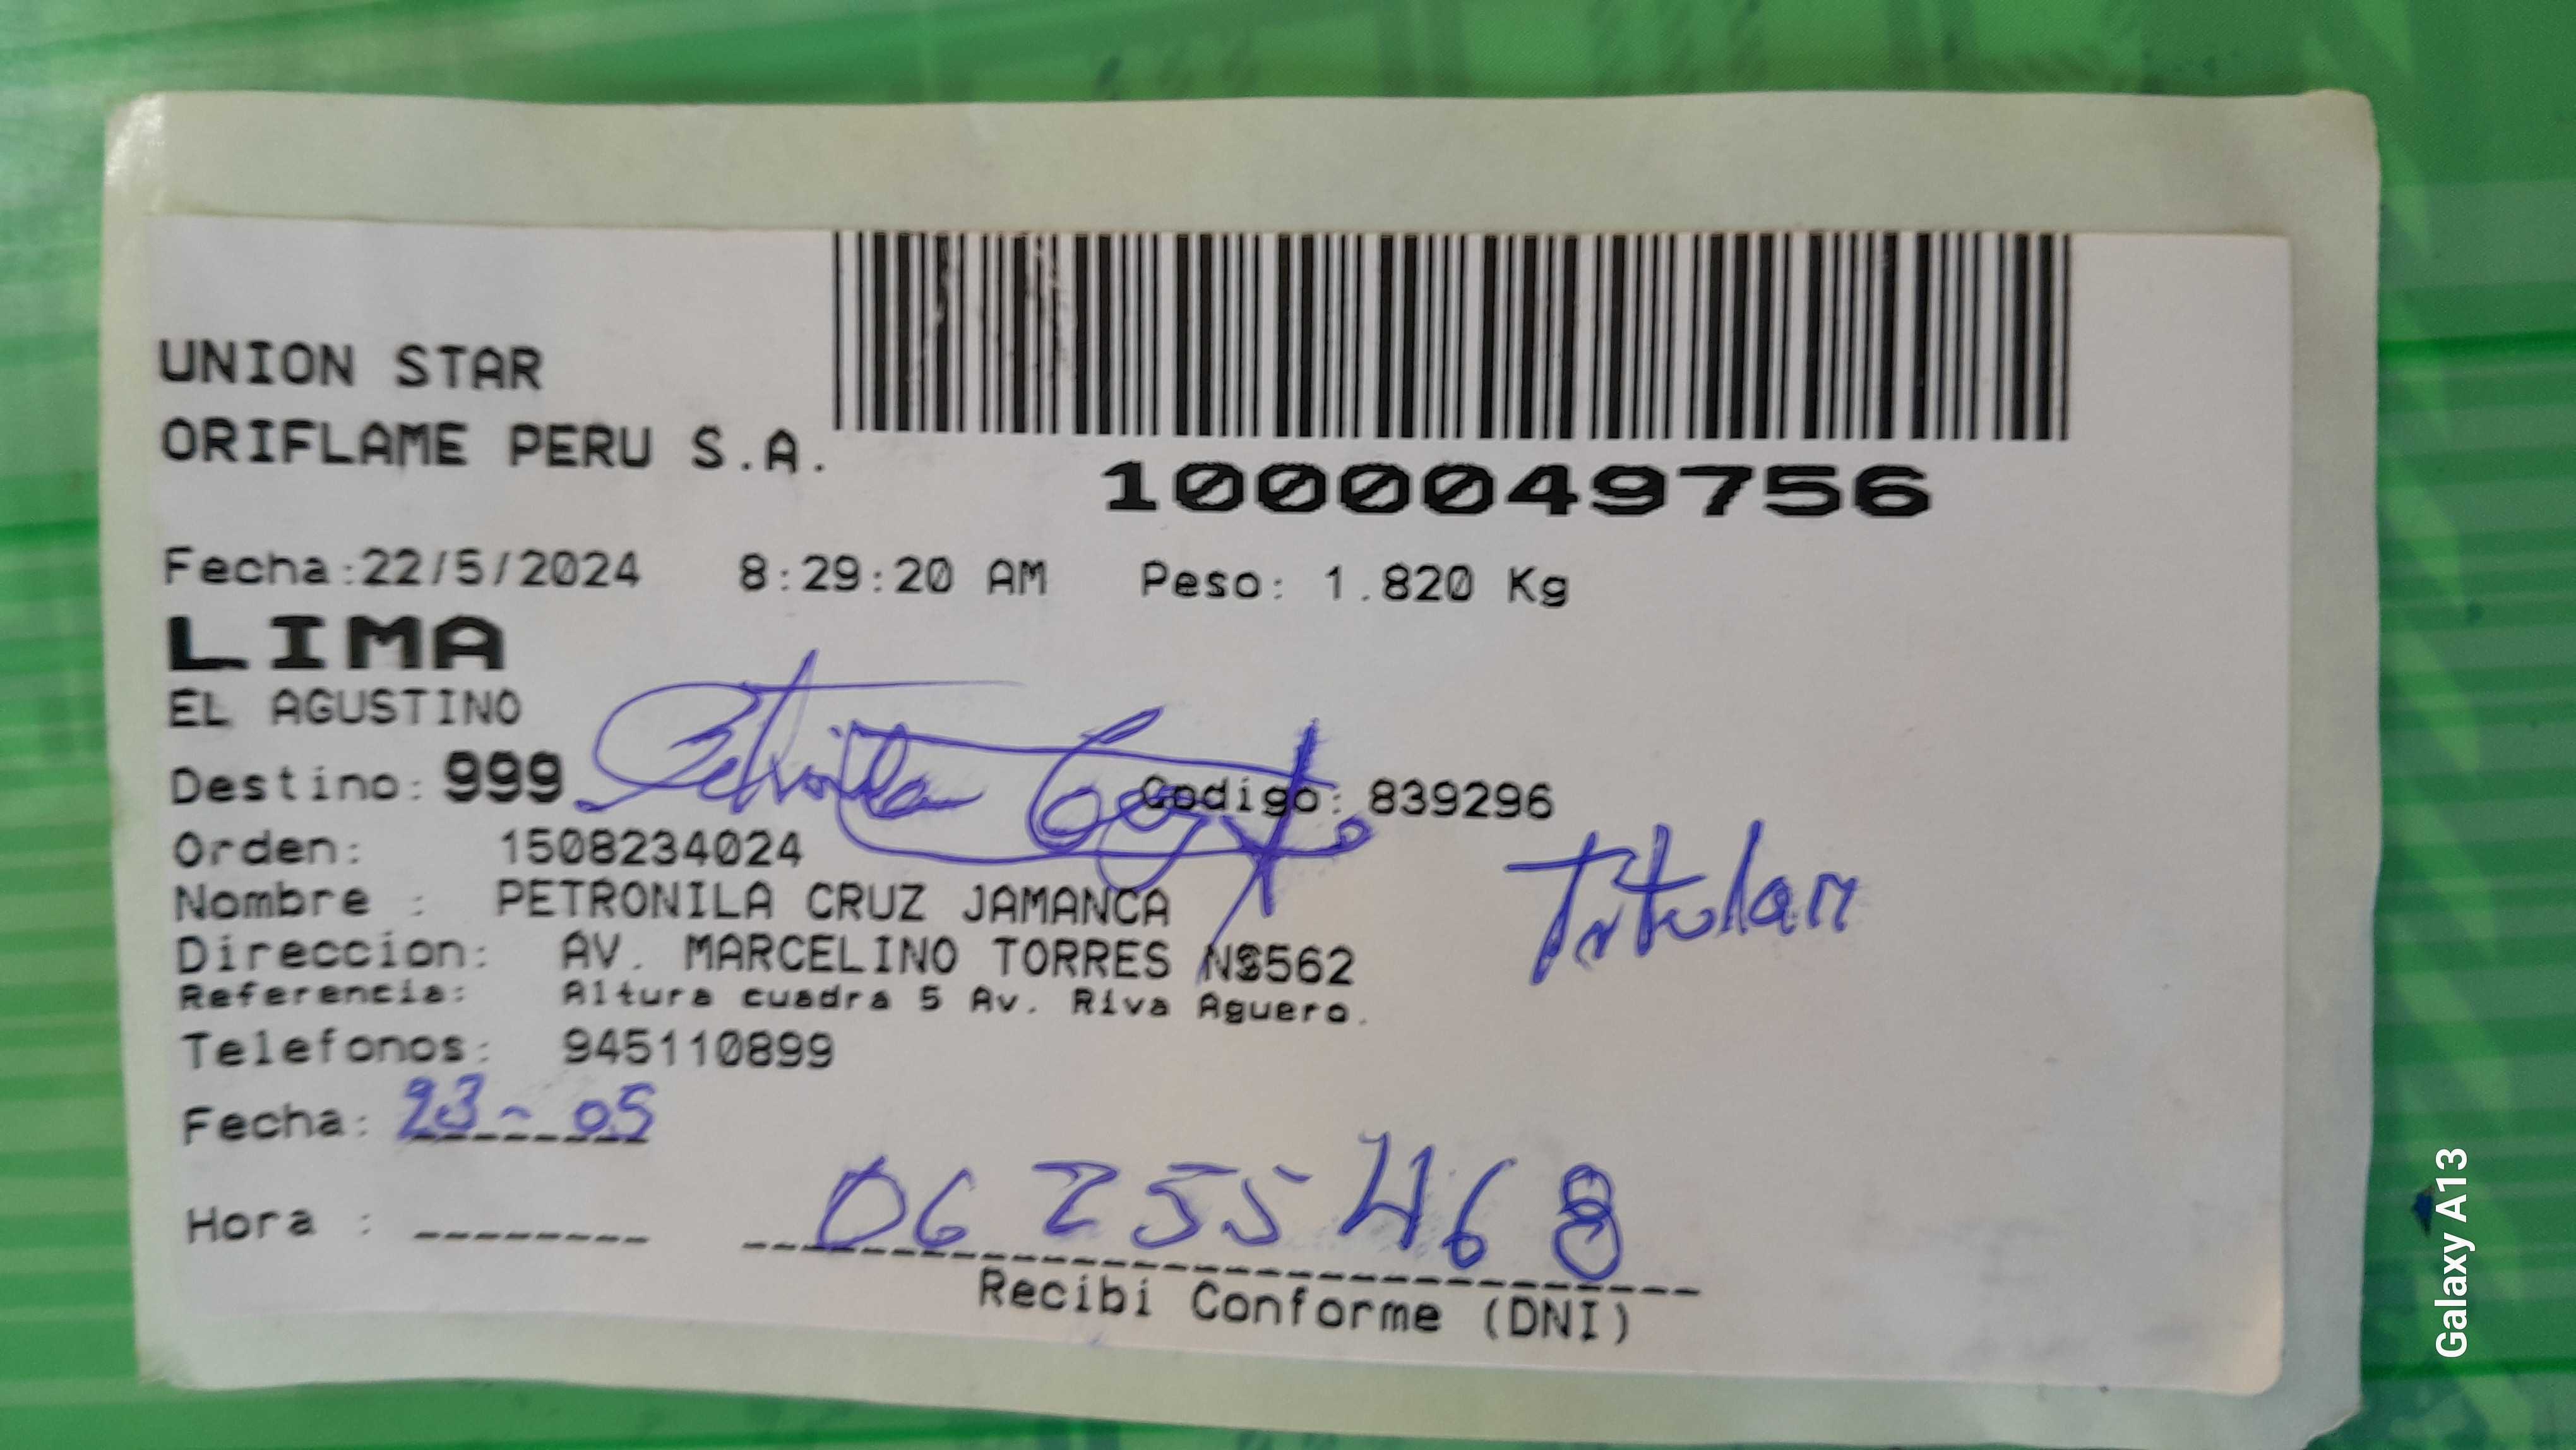 UNION STAR
ORIFLAME PERU S.A.
1000049756
Fecha:22/5/2024 8:29:20 AM Peso: 1.820 Kg
LIMA
EL AGUSTINO
Destino: 999 Codigo: 839296
Orden: 1508234024
Titular
Nombre : PETRONILA CRUZ JAMANCA
Direccion: AV. MARCELINO TORRES Nº562
Referencia: Altura cuadra 5 Av. Riva Aguero.
Telefonos: 945110899
Fecha: 23 - 05
Hora : 06255468
Recibi Conforme (DNI)
Galaxy A13